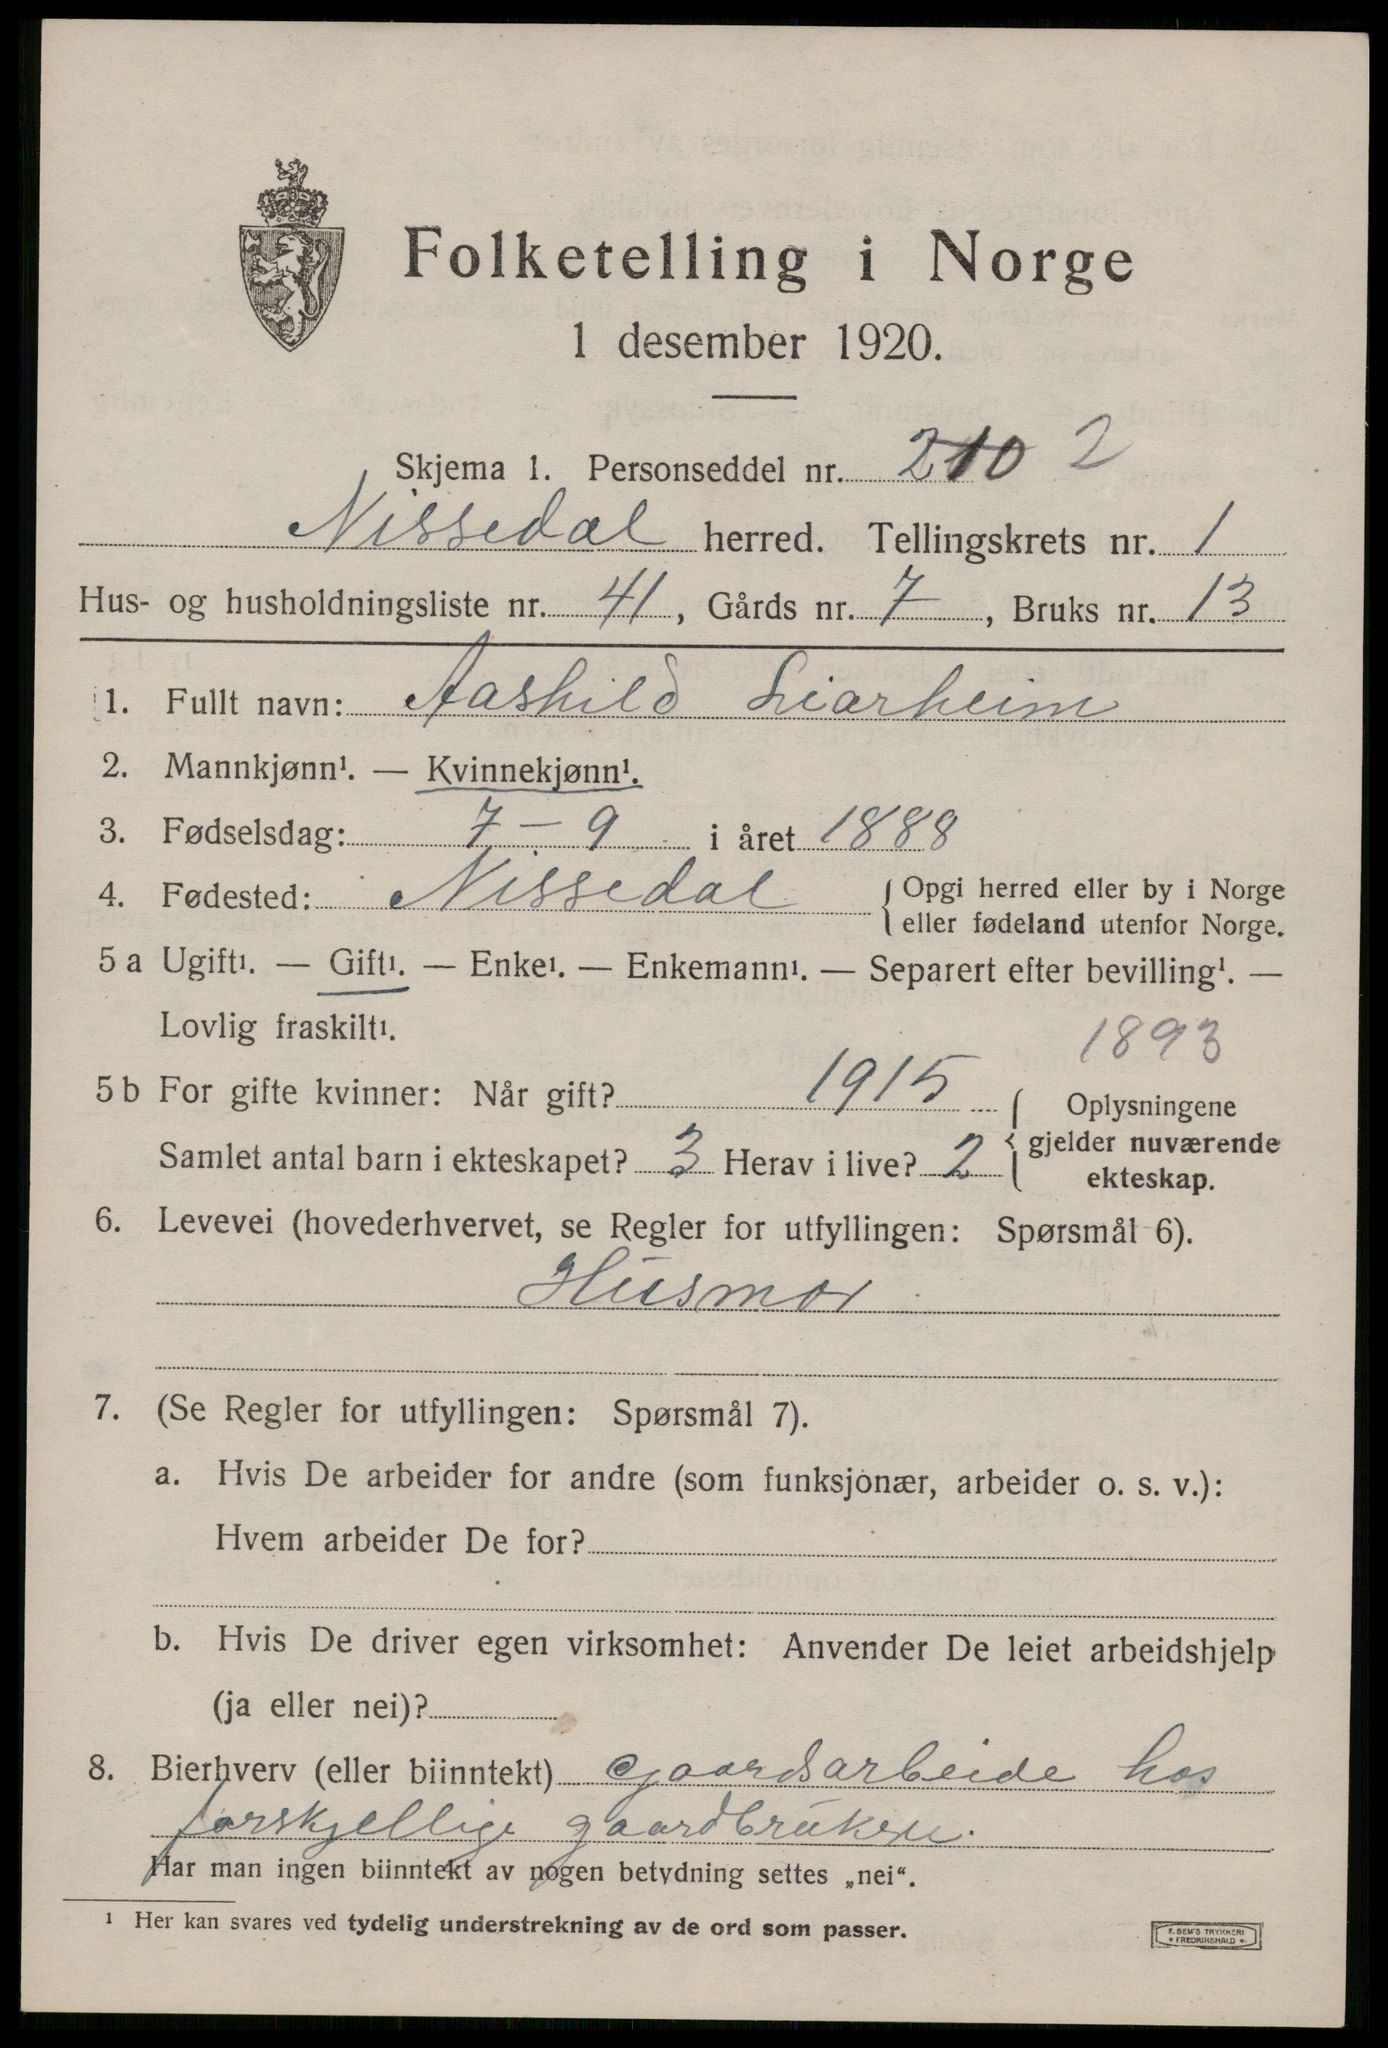 Folketelling i Norge
1 desember 1920.
Skjema 1. Personseddel nr. 210 2
Nissedal herred. Tellingskrets nr. 1
Hus- og husholdningsliste nr. 41, Gårds nr. 7, Bruks nr. 13
1. Fullt navn: Aashild Liarheim
2. Mannkjønn¹. — Kvinnekjønn¹.
3. Fødselsdag: 7 – 9 i året 1888
4. Fødested: Nissedal { Opgi herred eller by i Norge
eller fødeland utenfor Norge.
5 a Ugift¹. — Gift¹. — Enke¹. — Enkemann¹. — Separert efter bevilling¹. —
Lovlig fraskilt¹.
1893
5 b For gifte kvinner: Når gift? 1915 { Oplysningene
gjelder nuværende
ekteskap.
Samlet antal barn i ekteskapet? 3 Herav i live? 2
6. Levevei (hovederhvervet, se Regler for utfyllingen: Spørsmål 6).
Husmor
7. (Se Regler for utfyllingen: Spørsmål 7).
a. Hvis De arbeider for andre (som funksjonær, arbeider o. s. v.):
Hvem arbeider De for?
b. Hvis De driver egen virksomhet: Anvender De leiet arbeidshjelp
(ja eller nei)?
8. Bierhverv (eller biinntekt) gaardsarbeide hos
forskjellige gaardbrukere.
Har man ingen biinntekt av nogen betydning settes „nei“.
¹ Her kan svares ved tydelig understrekning av de ord som passer.
F. SEM'S TRYKKERI
FREDRIKSHALD